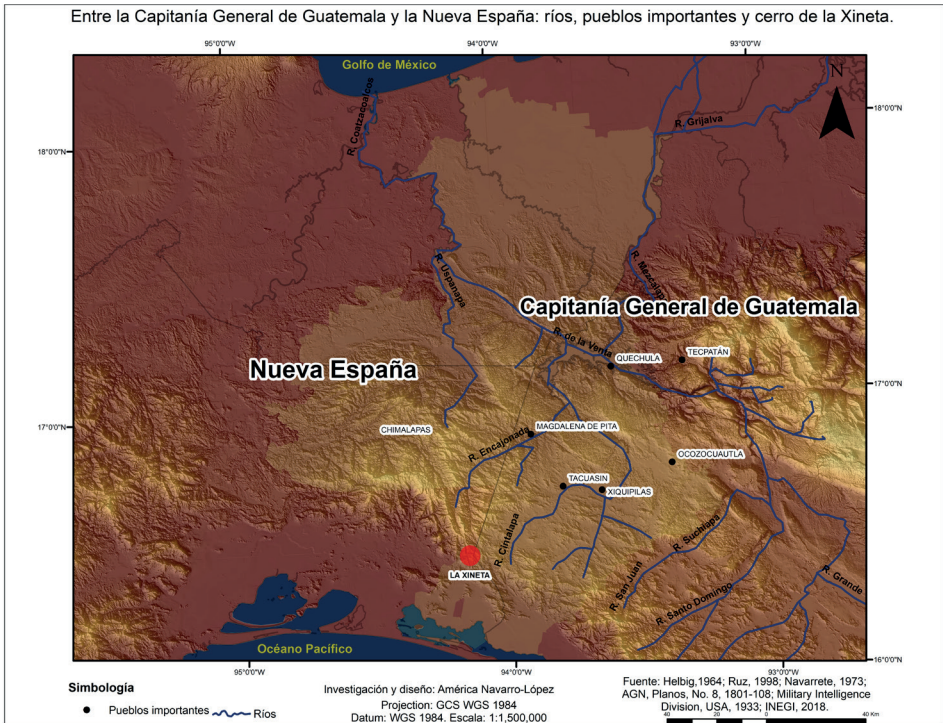 Entre la Capitanía General de Guatemala y la Nueva España: ríos, pueblos importantes y cerro de la Xineta.
95°0'0"W
94°0'0"W
93°0'0"W
Golfo de México
N
R. Coatzacoalcos
R. Grijalva
18°0'0"N
18°0'0"N
R. Uspanapa
R. Mezcalapa
Capitanía General de Guatemala
R. de la Venta
QUECHULA
TECPATÁN
Nueva España
17°0'0"N
17°0'0"N
CHIMALAPAS
MAGDALENA DE PITA
R. Encajonada
OCOZOCUAUTLA
TACUASIN
XIQUIPILAS
R. Cintalapa
R. Suchiapa
LA XINETA
R. San Juan
R. Santo Domingo
R. Grande
Océano Pacífico
16°0'0"N
95°0'0"W
94°0'0"W
93°0'0"W
Simbología
Pueblos importantes
Ríos
Investigación y diseño: América Navarro-López
Projection: GCS WGS 1984
Datum: WGS 1984. Escala: 1:1,500,000
Fuente: Helbig,1964; Ruz, 1998; Navarrete, 1973;
AGN, Planos, No. 8, 1801-108; Military Intelligence
Division, USA, 1933; INEGI, 2018.
40 20 0 40 Km